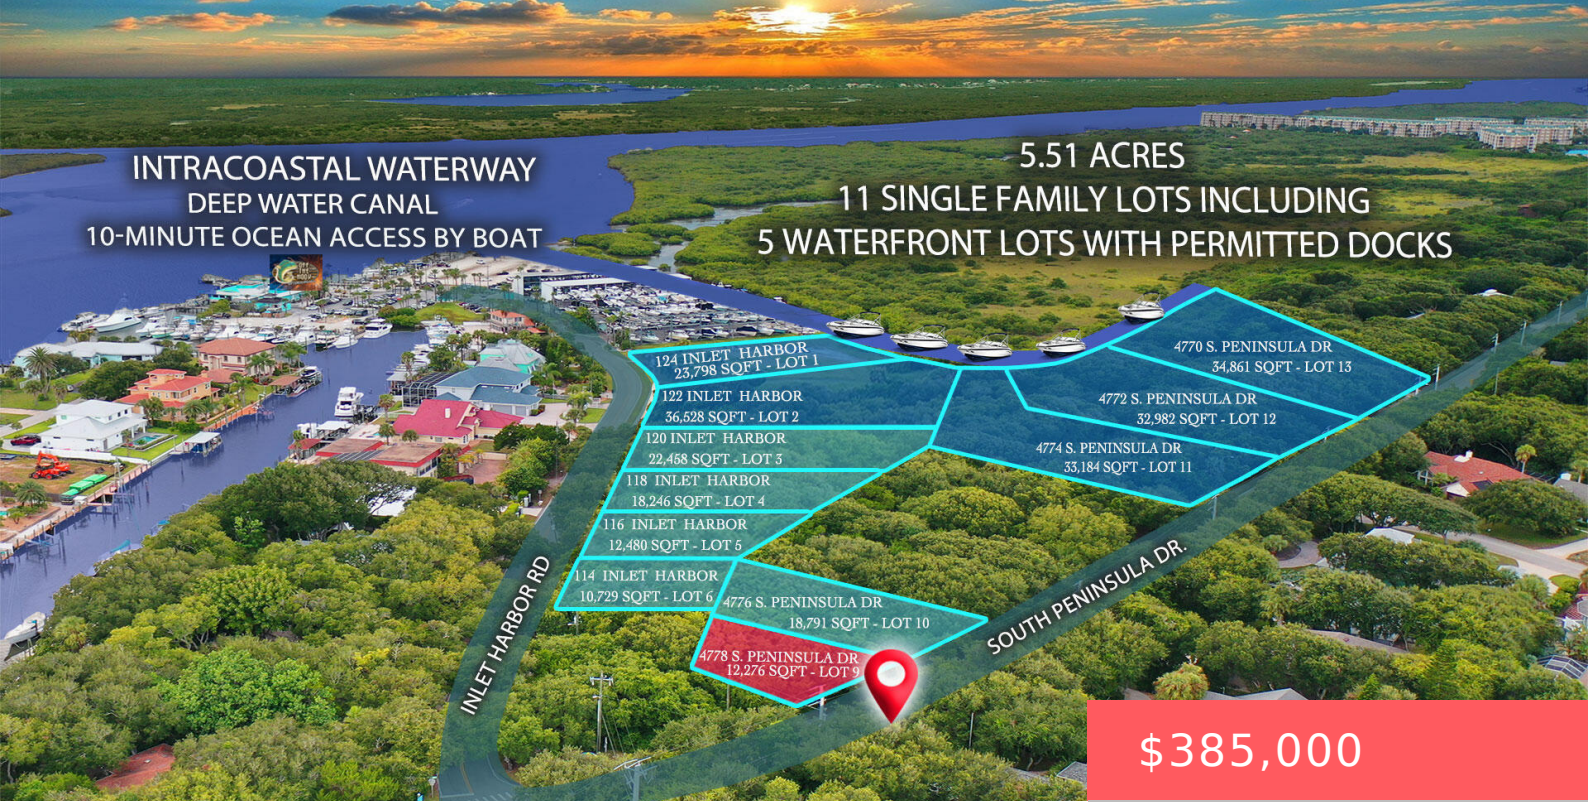 INTRACOASTAL WATERWAY
DEEP WATER CANAL
10-MINUTE OCEAN ACCESS BY BOAT
5.51 ACRES
11 SINGLE FAMILY LOTS INCLUDING
5 WATERFRONT LOTS WITH PERMITTED DOCKS
124 INLET HARBOR
23,798 SQFT - LOT 1
122 INLET HARBOR
36,528 SQFT - LOT 2
120 INLET HARBOR
22,458 SQFT - LOT 3
118 INLET HARBOR
18,246 SQFT - LOT 4
116 INLET HARBOR
12,480 SQFT - LOT 5
114 INLET HARBOR
10,729 SQFT - LOT 6
4770 S. PENINSULA DR
34,861 SQFT - LOT 13
4772 S. PENINSULA DR
32,982 SQFT - LOT 12
4774 S. PENINSULA DR
33,184 SQFT - LOT 11
4776 S. PENINSULA DR
18,791 SQFT - LOT 10
4778 S. PENINSULA DR
12,276 SQFT - LOT 9
INLET HARBOR RD
SOUTH PENINSULA DR.
$385,000